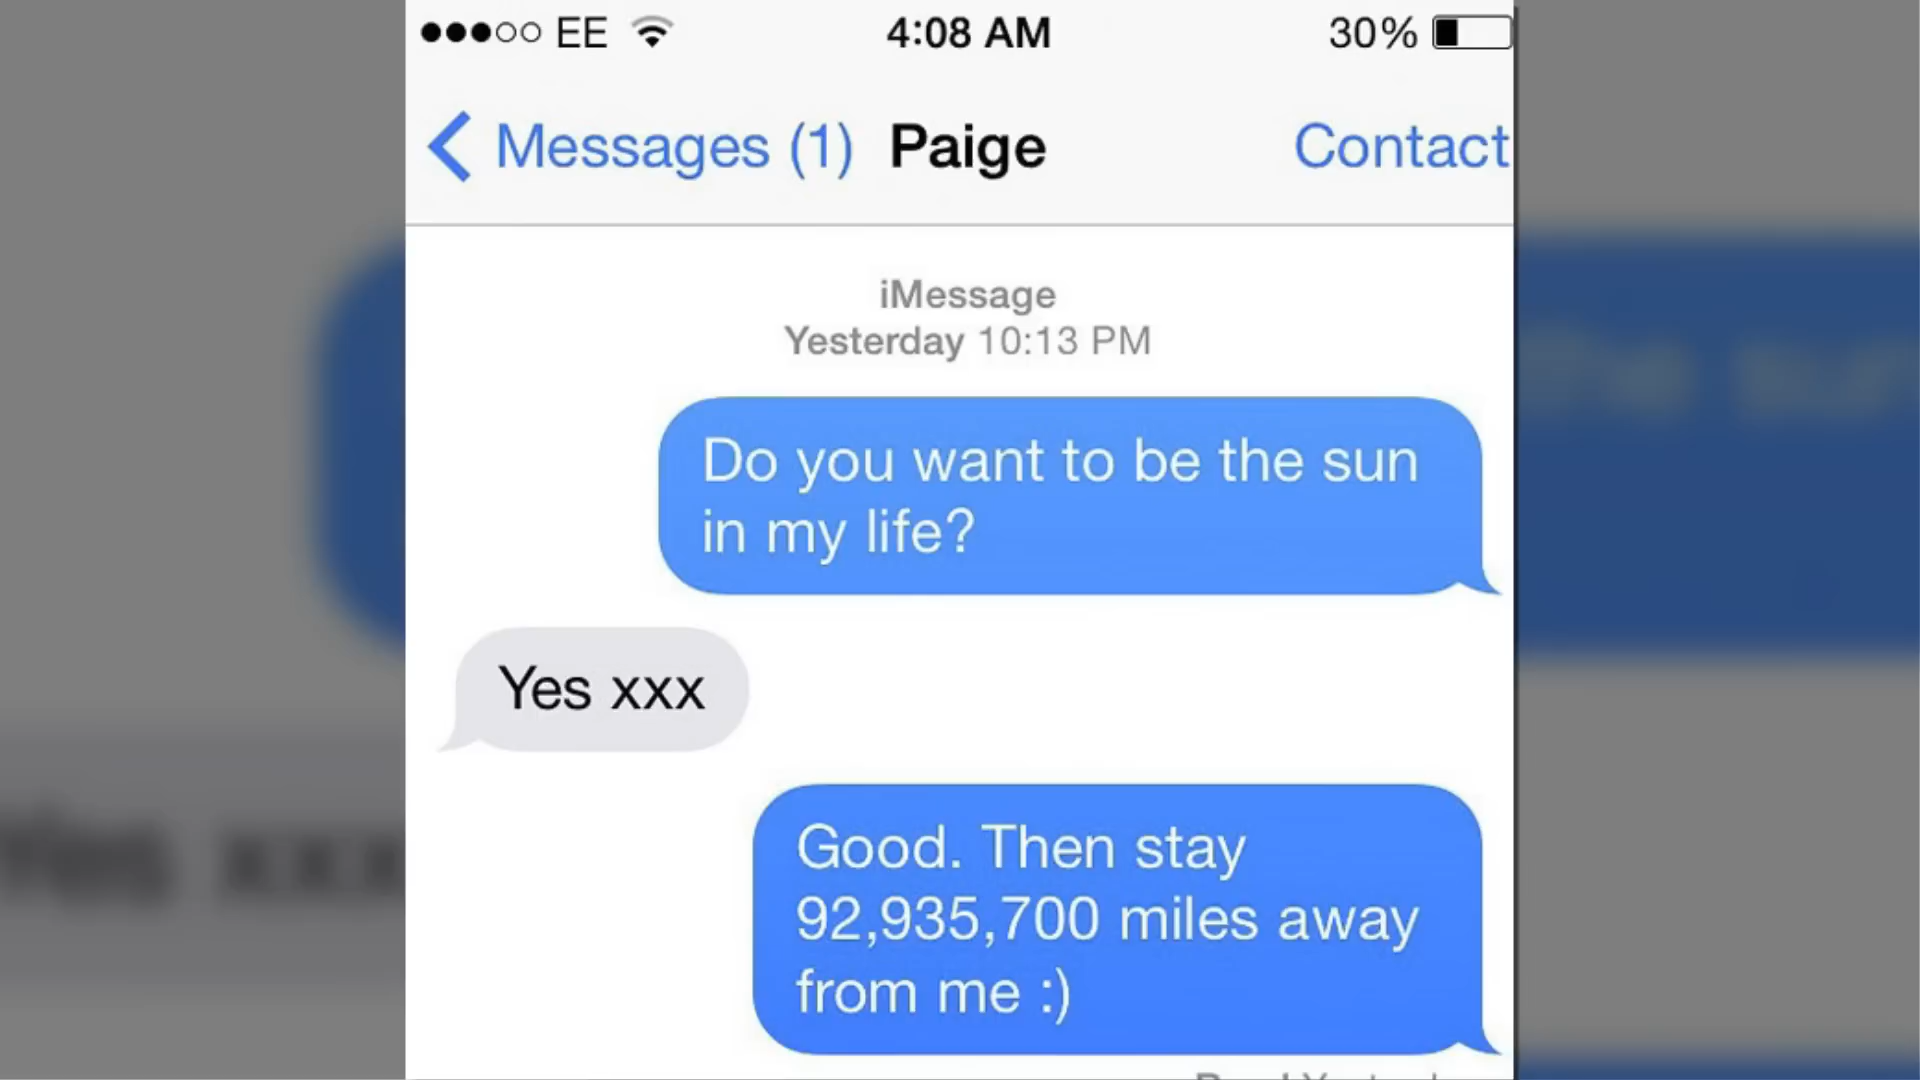 EE 4:08 AM 30%
Messages (1) Paige Contact
iMessage
Yesterday 10:13 PM
Do you want to be the sun
in my life?
Yes xxx
Good. Then stay
92,935,700 miles away
from me :)